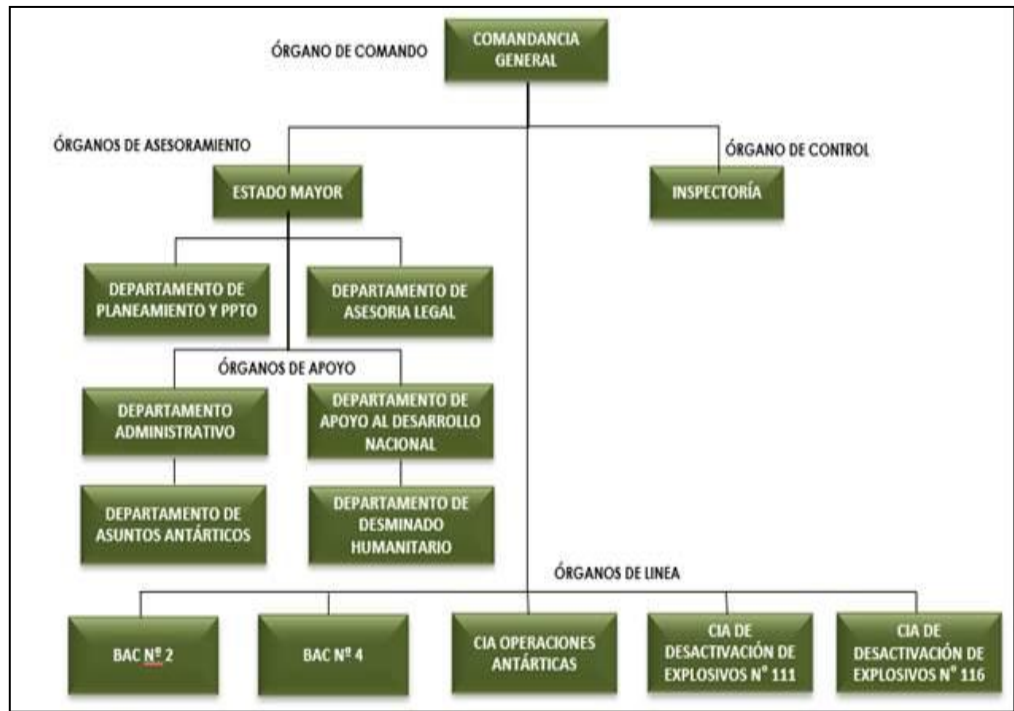 ÓRGANO DE COMANDO
COMANDANCIA
GENERAL
ÓRGANOS DE ASESORAMIENTO
ÓRGANO DE CONTROL
ESTADO MAYOR
INSPECTORÍA
DEPARTAMENTO DE
PLANEAMIENTO Y PPTO
DEPARTAMENTO DE
ASESORIA LEGAL
ÓRGANOS DE APOYO
DEPARTAMENTO
ADMINISTRATIVO
DEPARTAMENTO DE
APOYO AL DESARROLLO
NACIONAL
DEPARTAMENTO DE
ASUNTOS ANTÁRTICOS
DEPARTAMENTO DE
DESMINADO
HUMANITARIO
ÓRGANOS DE LINEA
BAC Nº 2
BAC Nº 4
CIA OPERACIONES
ANTÁRTICAS
CIA DE
DESACTIVACIÓN DE
EXPLOSIVOS N° 111
CIA DE
DESACTIVACIÓN DE
EXPLOSIVOS N° 116